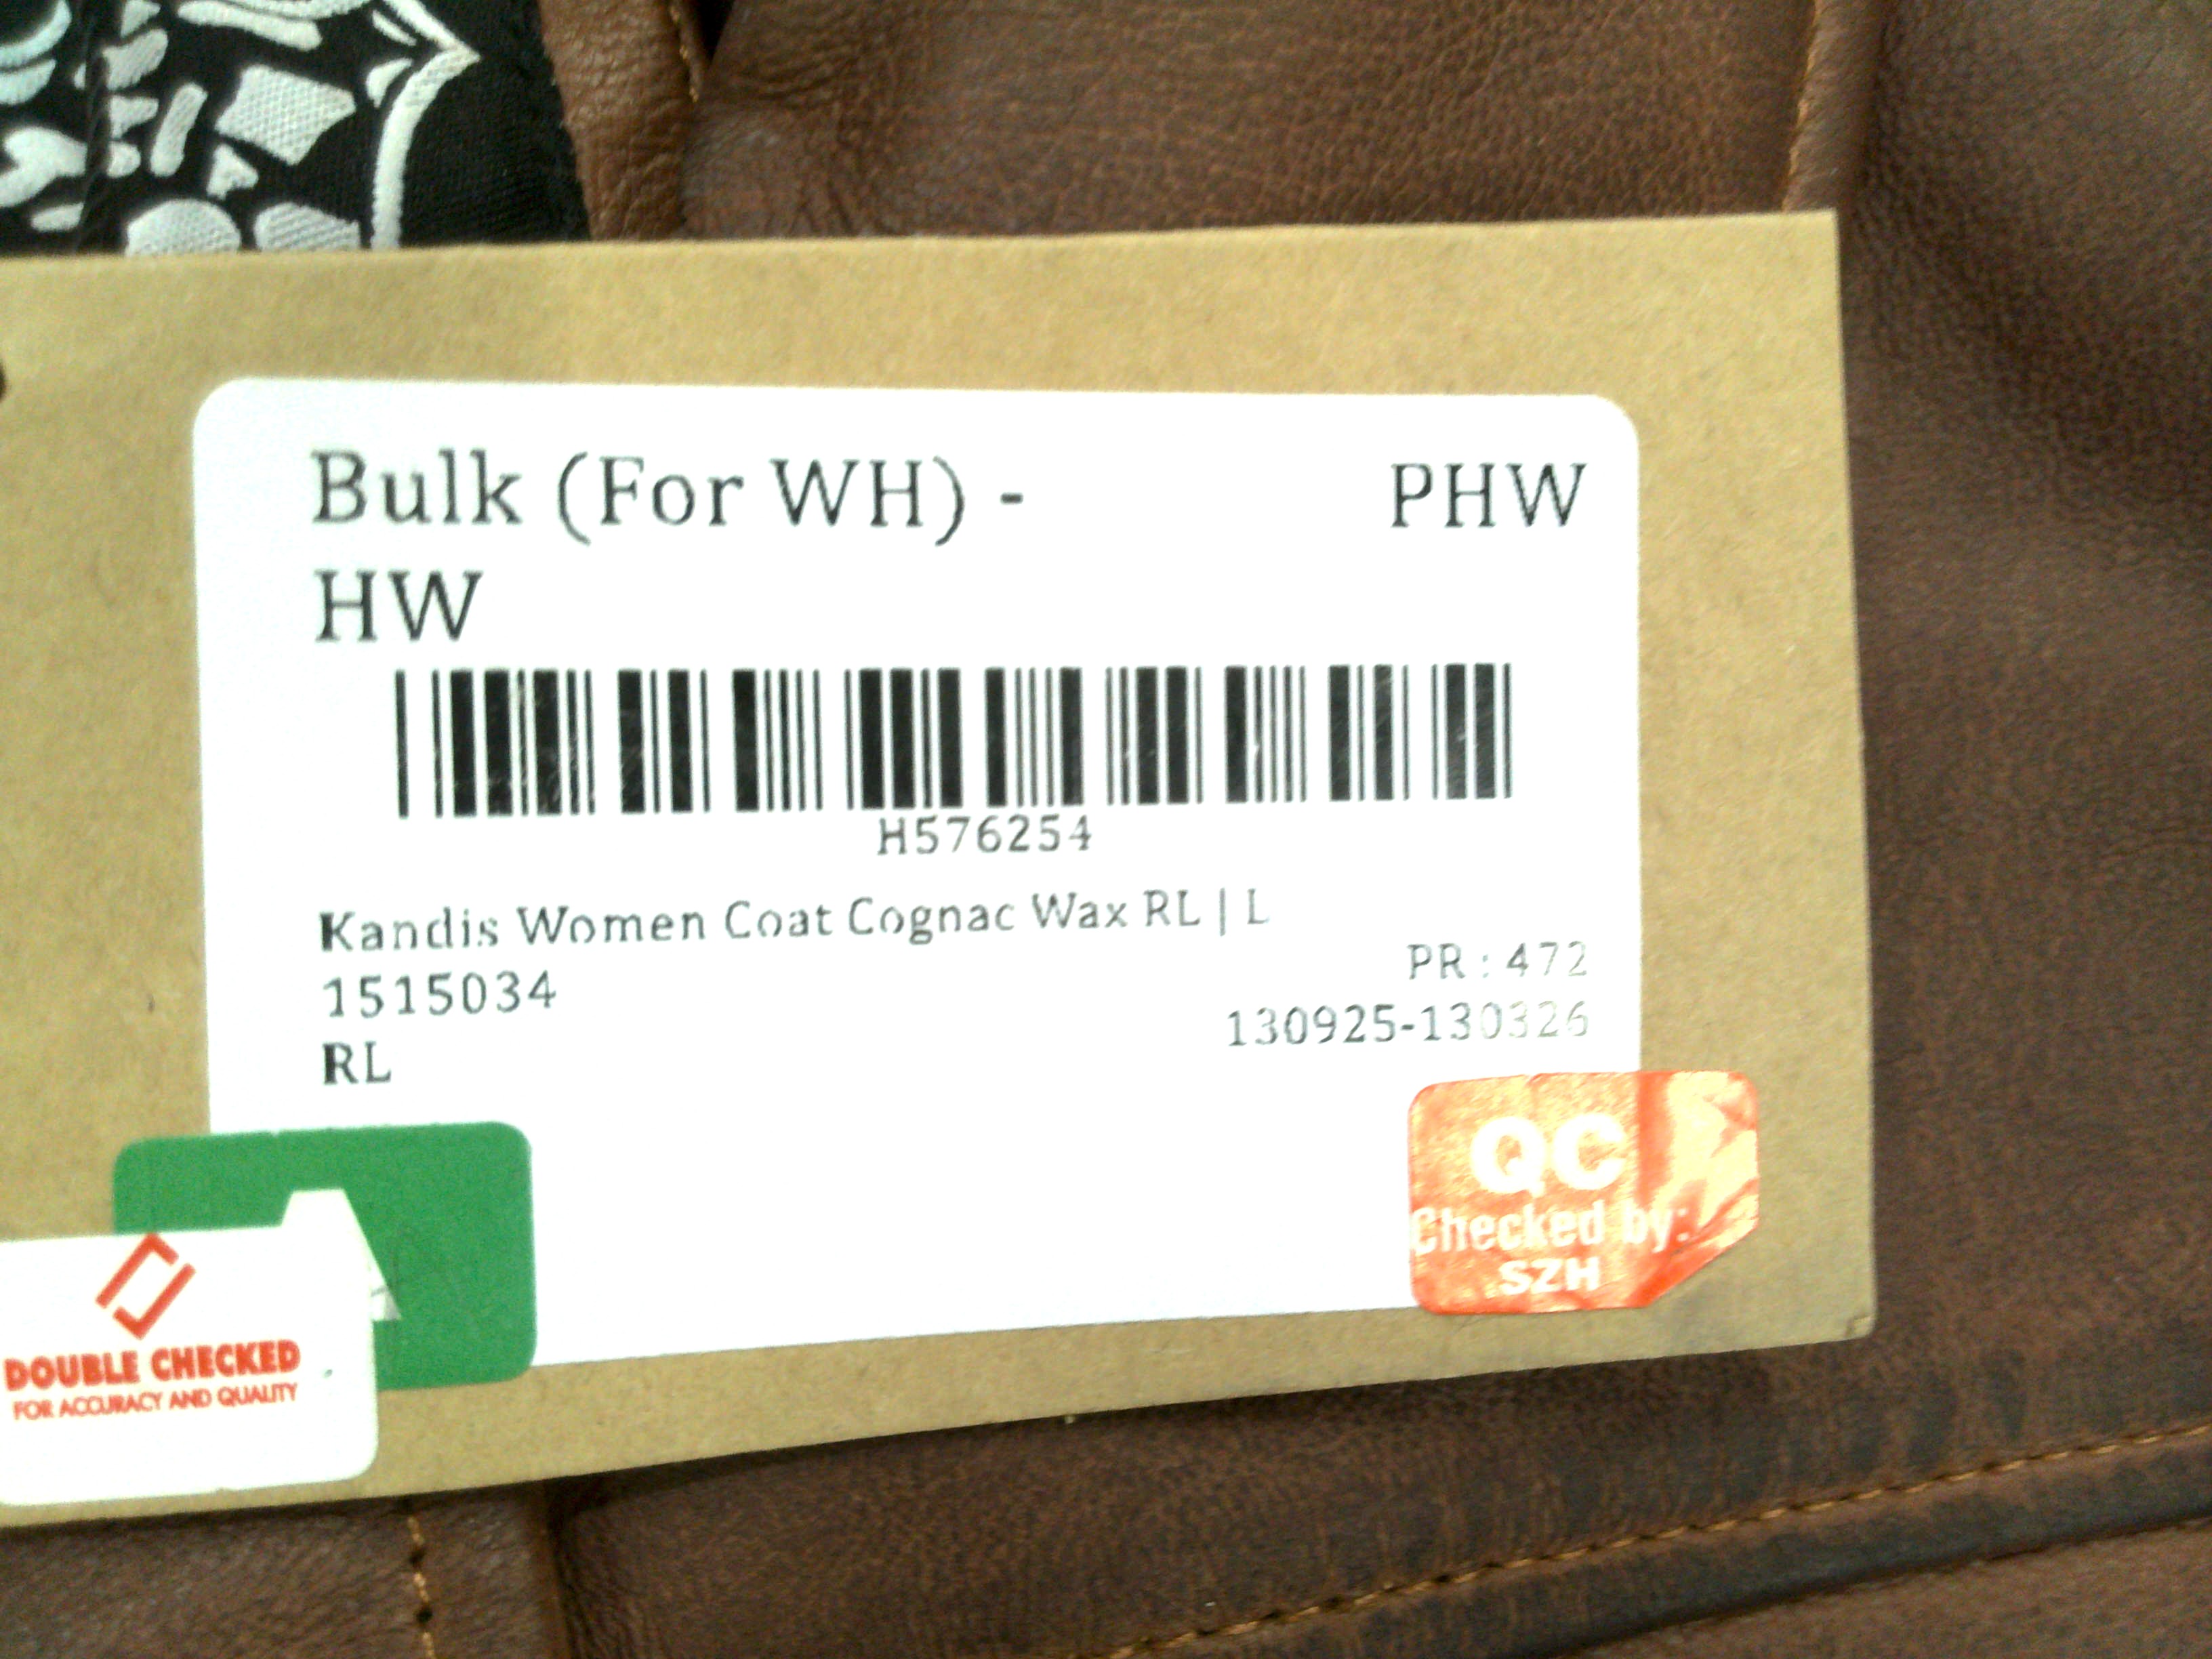 Bulk (For WH) - PHW
HW
H576254
Kandis Women Coat Cognac Wax RL | L
1515034
PR : 472
130925-130326
RL
A
QC
Checked by:
SZH
DOUBLE CHECKED
FOR ACCURACY AND QUALITY